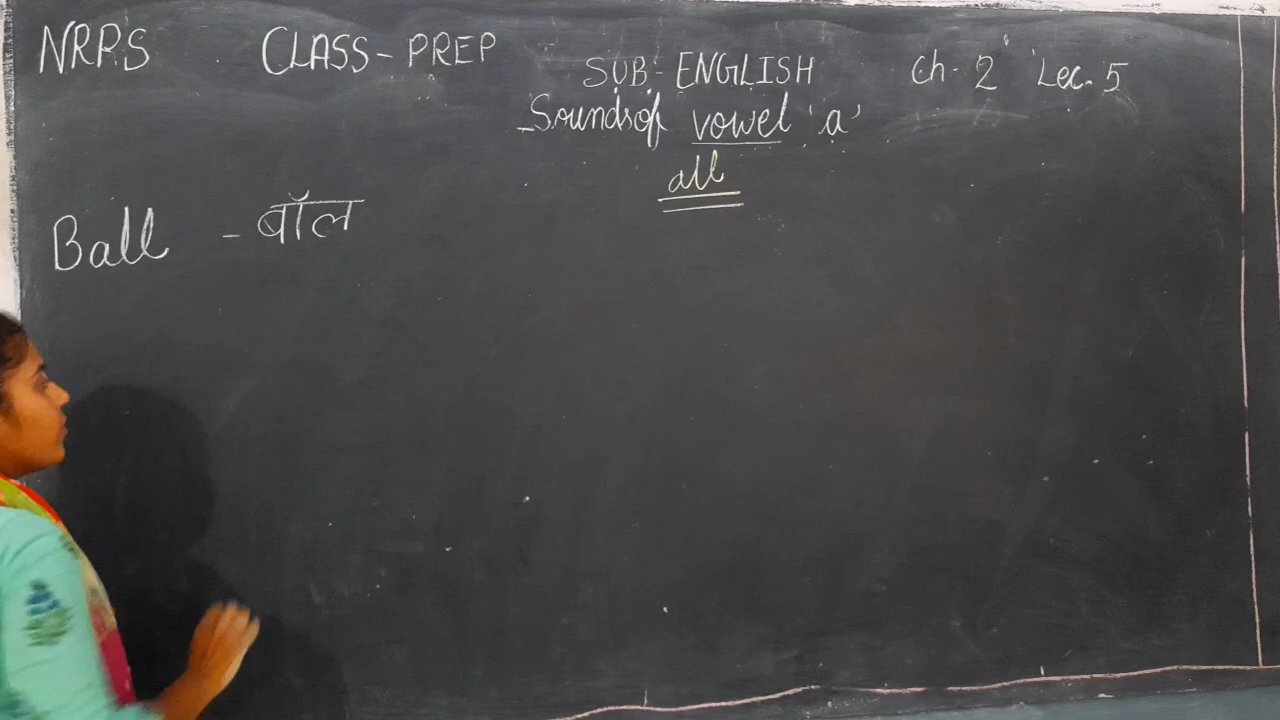 NRPS CLASS-PREP SUB-ENGLISH Ch-2 Lec.5
Sounds of vowel 'a'
all
Ball - बॉल